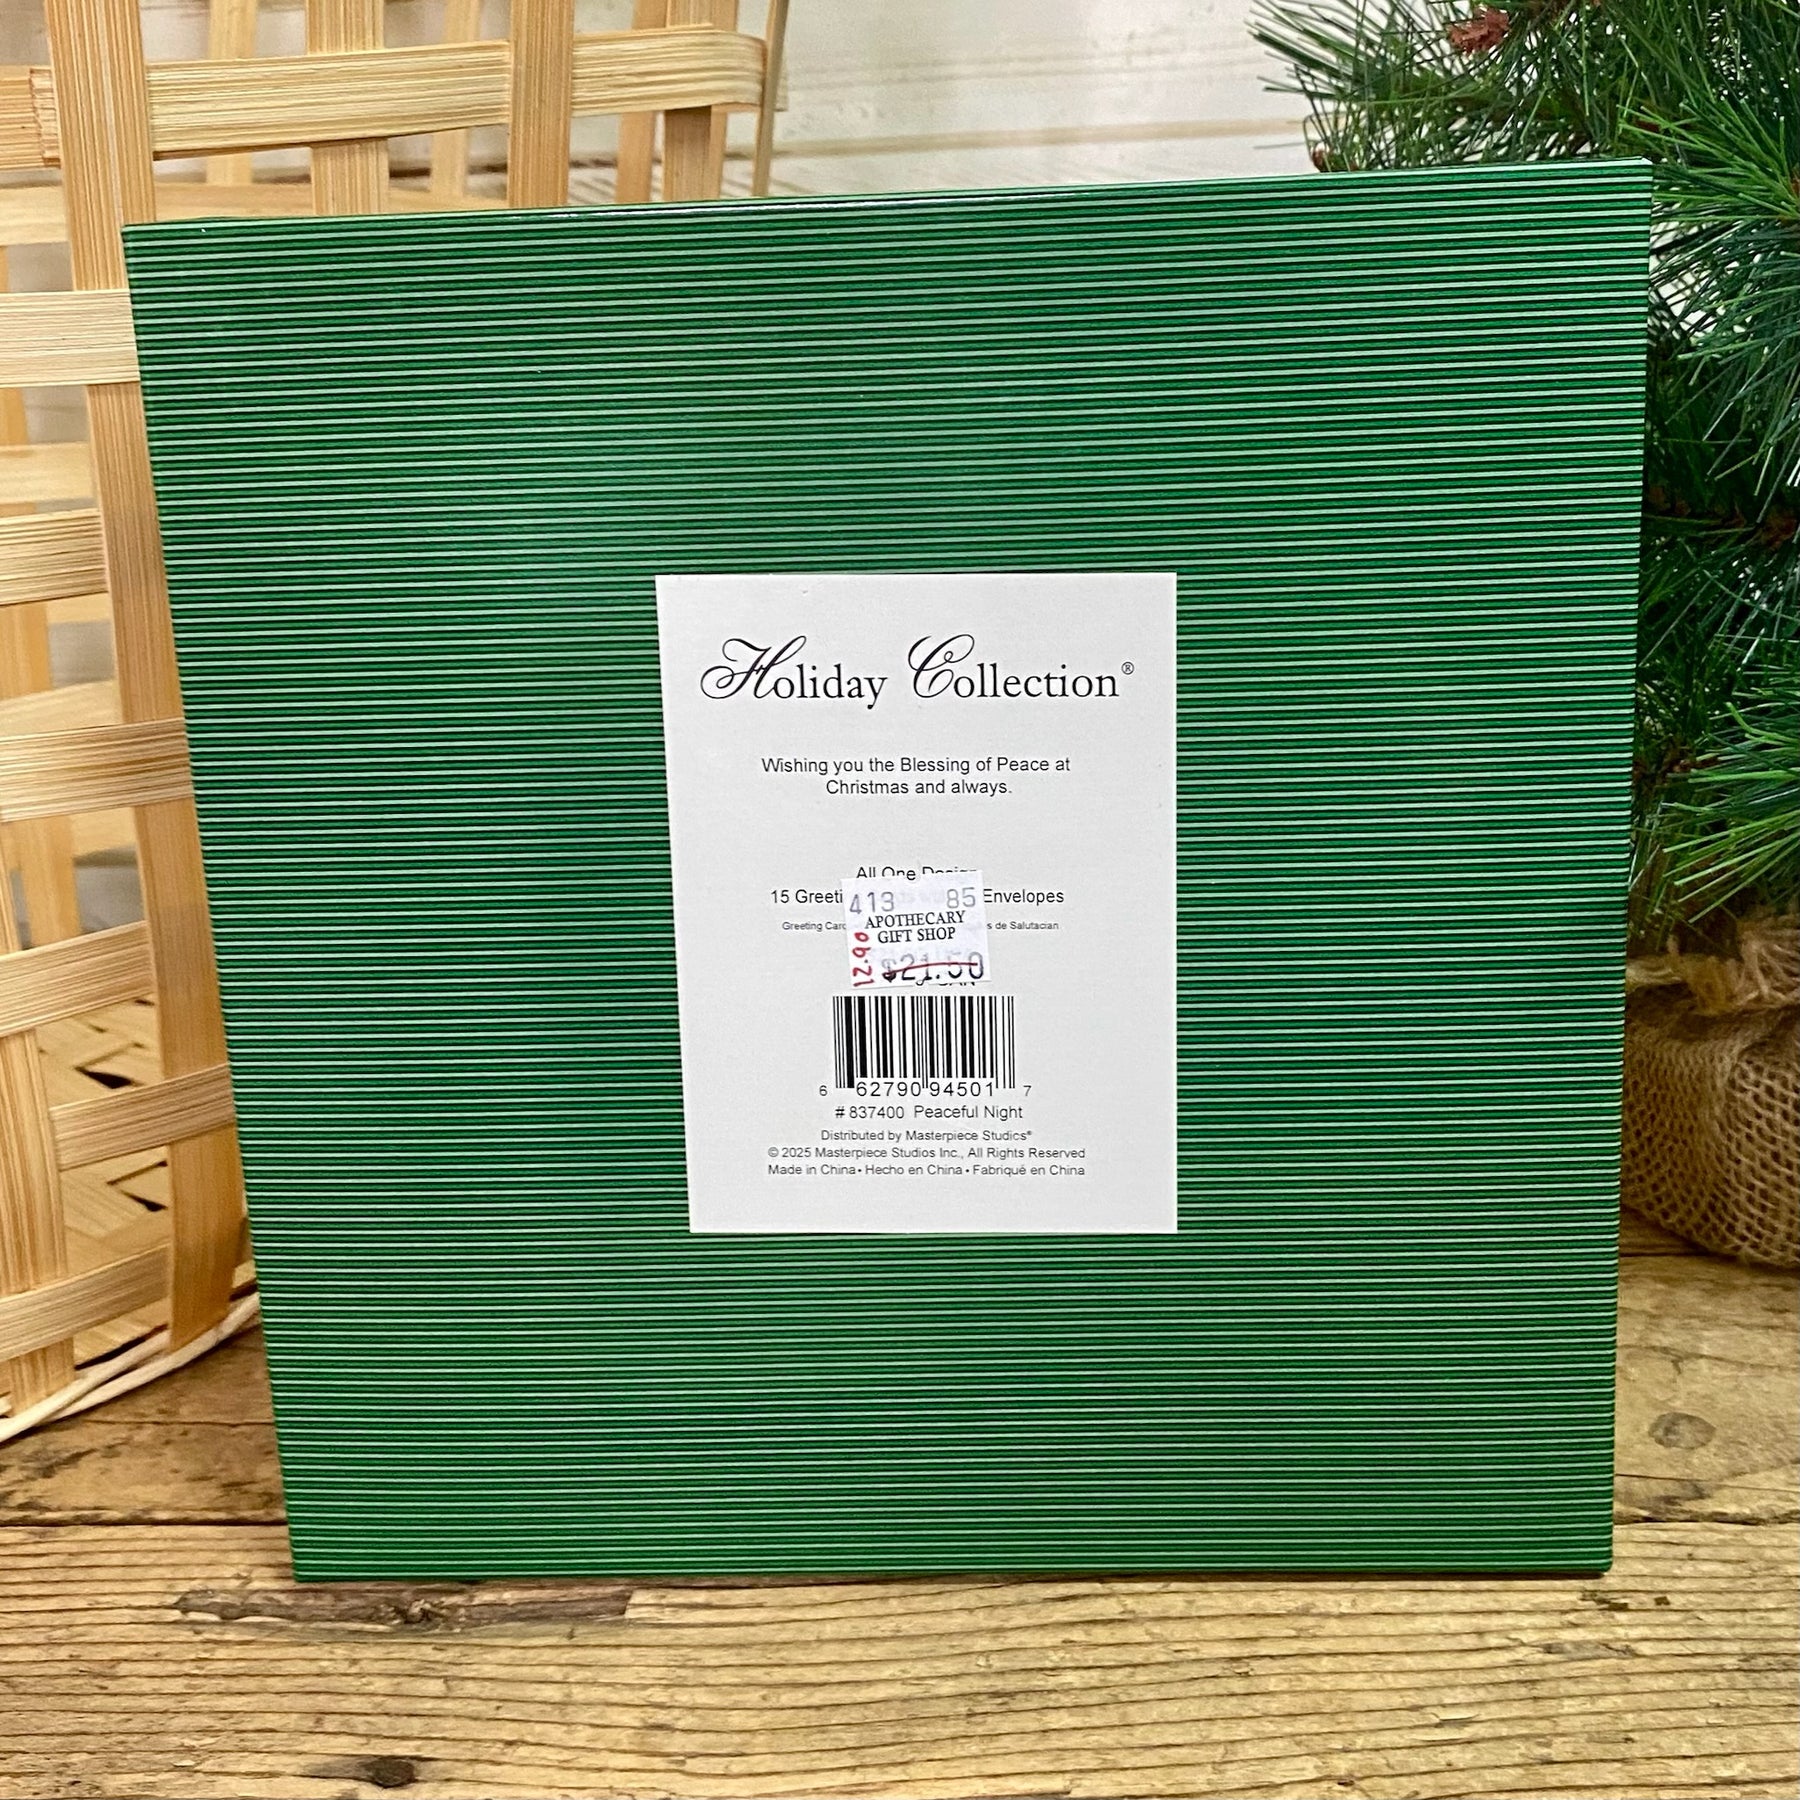 Holiday Collection®
Wishing you the Blessing of Peace at
Christmas and always.
All One Design
15 Greeti Envelopes
Greeting Card s de Salutacian
413 85
APOTHECARY
GIFT SHOP
12.90 $21.50
6 62790 94501 7
# 837400 Peaceful Night
Distributed by Masterpiece Studios®
© 2025 Masterpiece Studios Inc., All Rights Reserved
Made in China • Hecho en China • Fabriqué en China